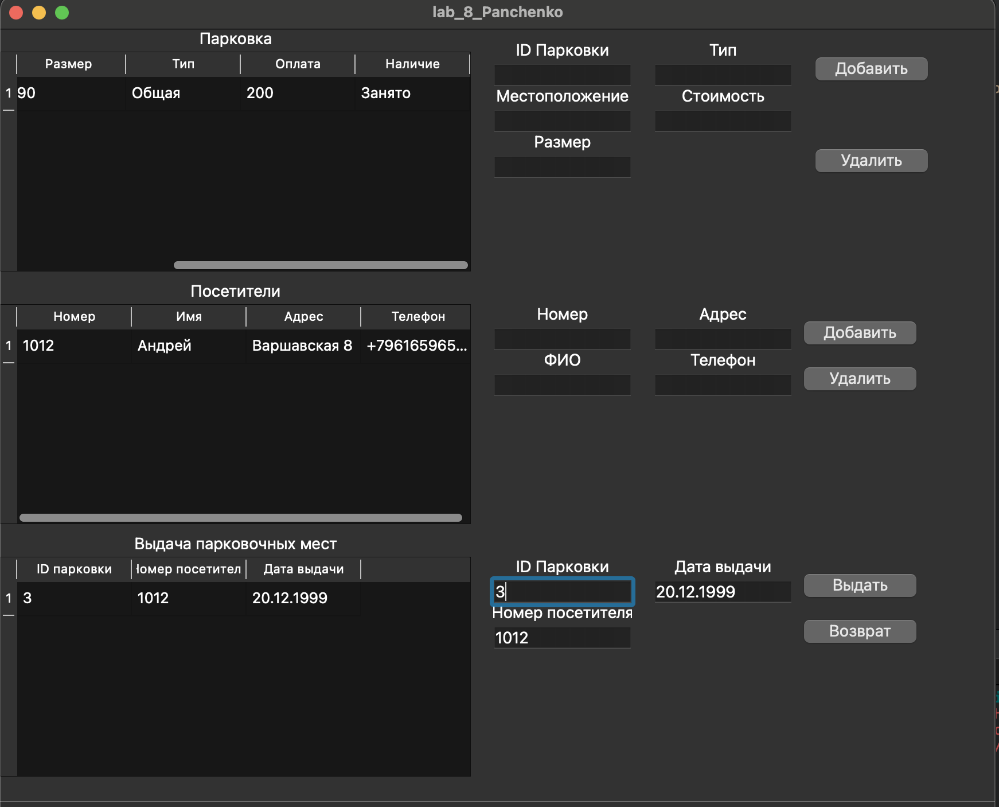 lab_8_Panchenko
Парковка
Размер Тип Оплата Наличие
1 90 Общая 200 Занято
ID Парковки Тип
Добавить
Местоположение Стоимость
Размер
Удалить
Посетители
Номер Имя Адрес Телефон
1 1012 Андрей Варшавская 8 +796165965...
Номер Адрес
Добавить
ФИО Телефон
Удалить
Выдача парковочных мест
ID парковки Номер посетител Дата выдачи
1 3 1012 20.12.1999
ID Парковки Дата выдачи
3 20.12.1999
Выдать
Номер посетителя
1012
Возврат